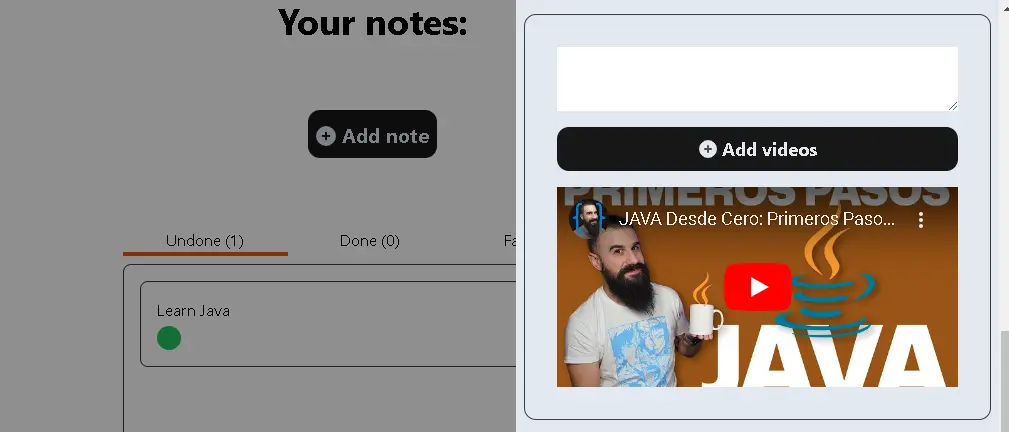 Your notes:
Add note
Undone (1)
Done (0)
Fa
Learn Java
Add videos
PRIMEROS PASOS
JAVA Desde Cero: Primeros Paso...
JAVA